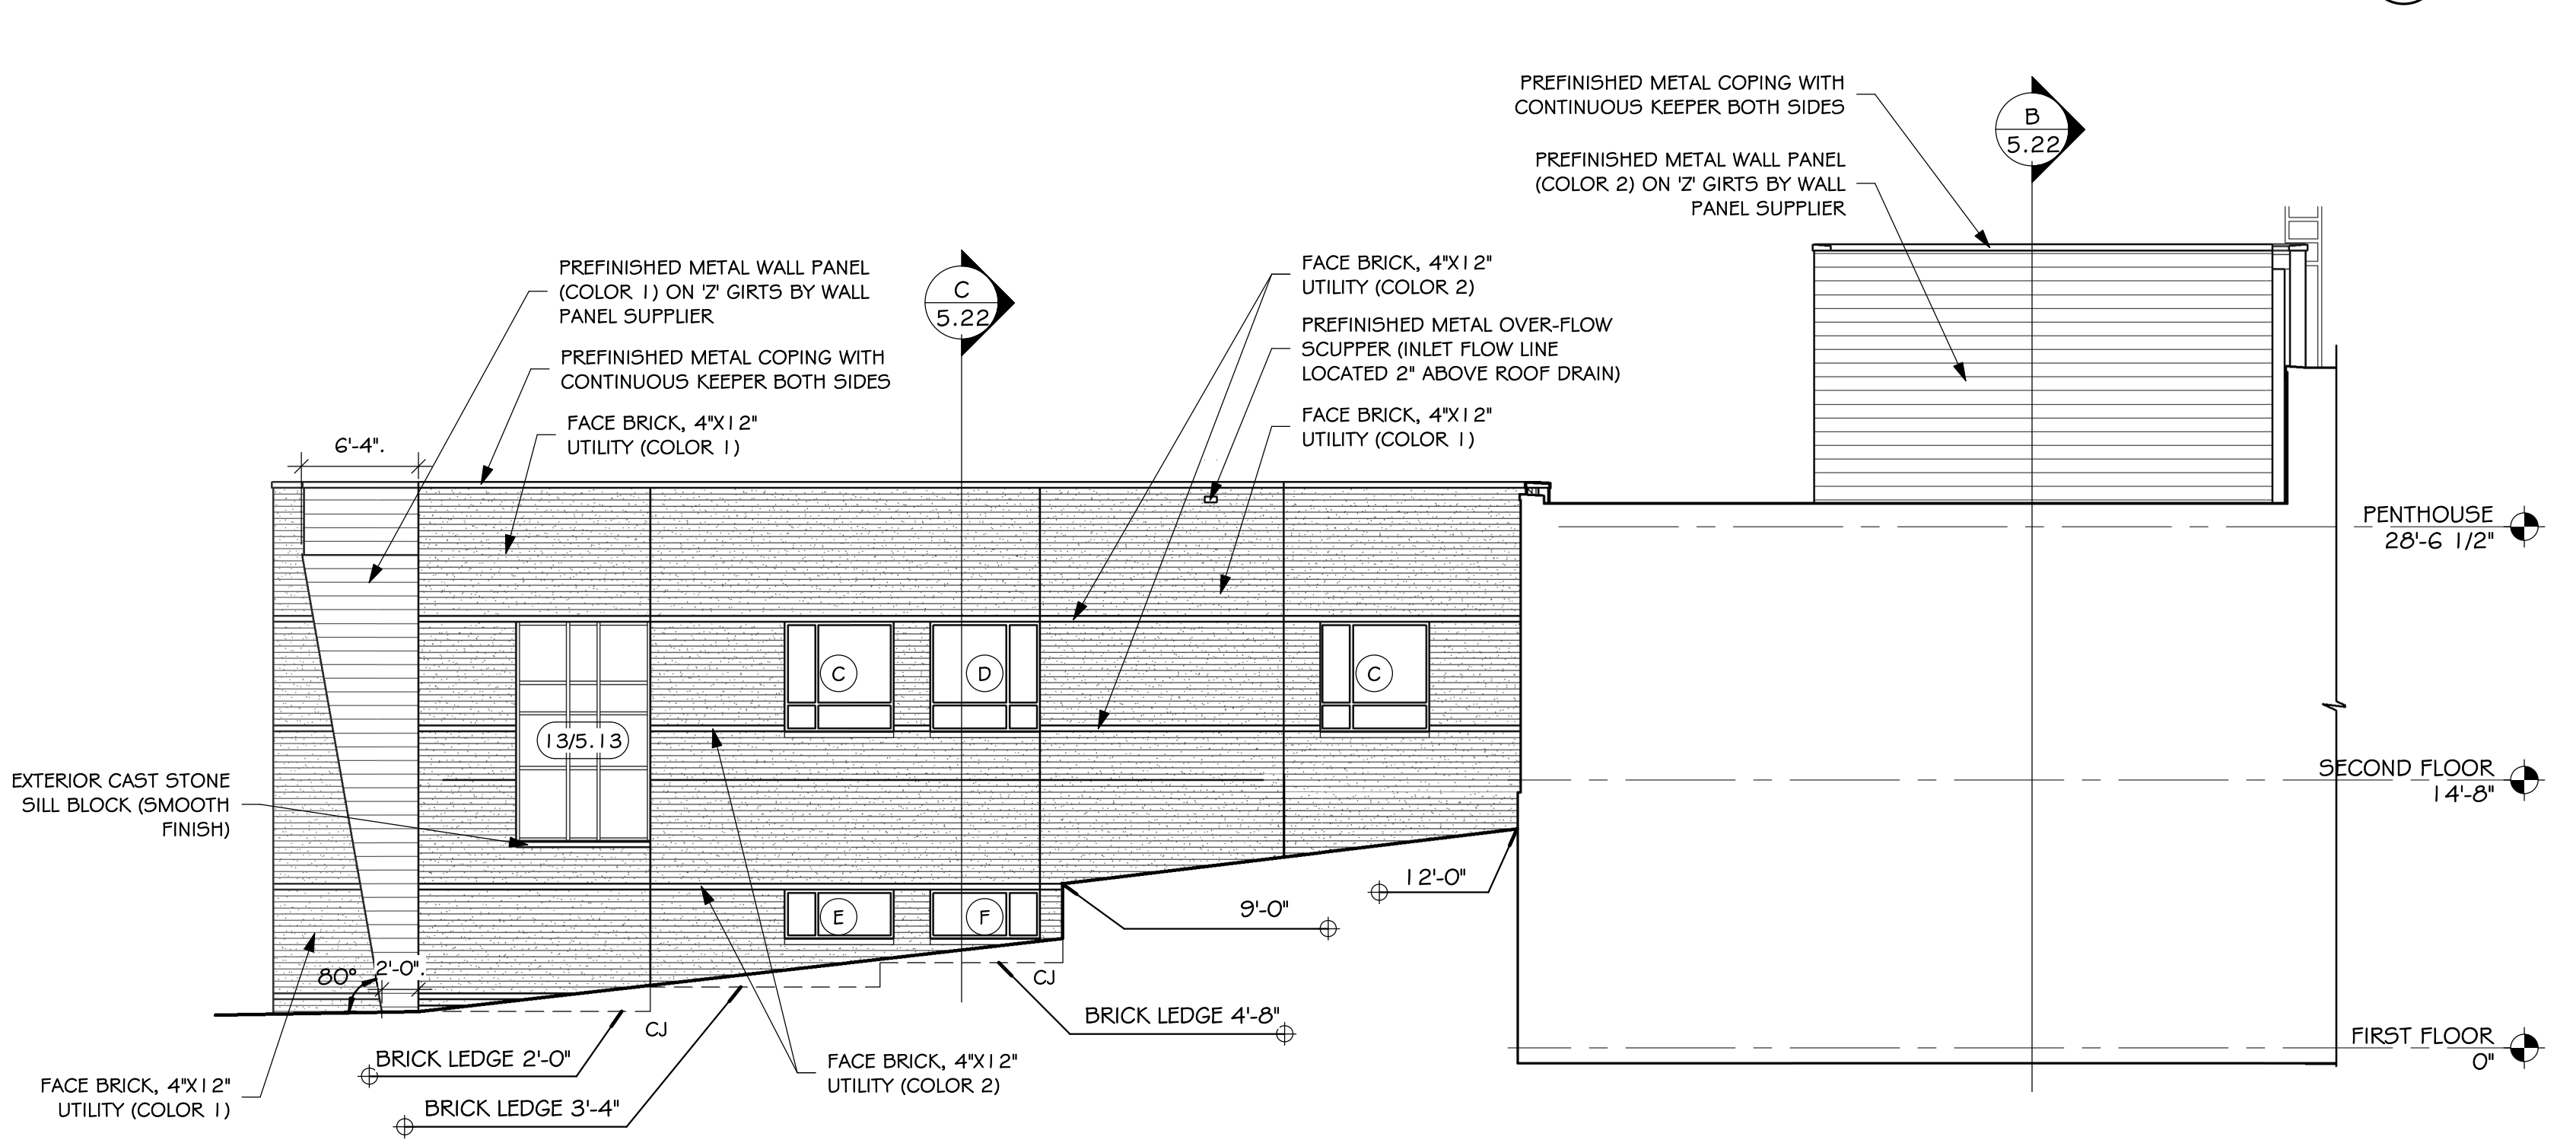 PREFINISHED METAL COPING WITH
CONTINUOUS KEEPER BOTH SIDES
B
5.22
PREFINISHED METAL WALL PANEL
(COLOR 2) ON 'Z' GIRTS BY WALL
PANEL SUPPLIER
PREFINISHED METAL WALL PANEL
(COLOR 1) ON 'Z' GIRTS BY WALL
PANEL SUPPLIER
C
5.22
FACE BRICK, 4"X12"
UTILITY (COLOR 2)
PREFINISHED METAL OVER-FLOW
SCUPPER (INLET FLOW LINE
LOCATED 2" ABOVE ROOF DRAIN)
PREFINISHED METAL COPING WITH
CONTINUOUS KEEPER BOTH SIDES
FACE BRICK, 4"X12"
UTILITY (COLOR 1)
FACE BRICK, 4"X12"
UTILITY (COLOR 1)
6'-4".
PENTHOUSE
28'-6 1/2"
C
D
C
13/5.13
EXTERIOR CAST STONE
SILL BLOCK (SMOOTH
FINISH)
SECOND FLOOR
14'-8"
12'-0"
9'-0"
E
F
80°
2'-0".
CJ
BRICK LEDGE 4'-8"
CJ
FIRST FLOOR
0"
BRICK LEDGE 2'-0"
FACE BRICK, 4"X12"
UTILITY (COLOR 2)
FACE BRICK, 4"X12"
UTILITY (COLOR 1)
BRICK LEDGE 3'-4"